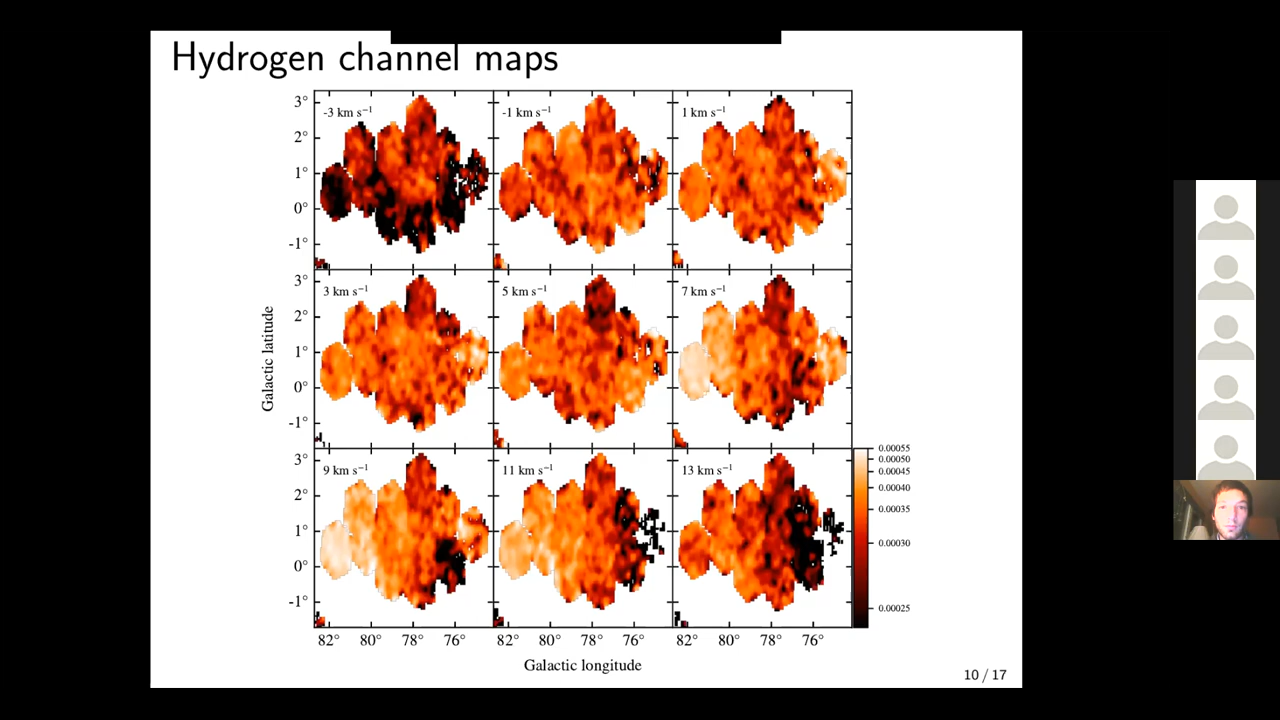 Hydrogen channel maps
-3 km s⁻¹
-1 km s⁻¹
1 km s⁻¹
3°
2°
1°
0°
-1°
3 km s⁻¹
5 km s⁻¹
7 km s⁻¹
3°
2°
1°
0°
-1°
Galactic latitude
9 km s⁻¹
11 km s⁻¹
13 km s⁻¹
3°
2°
1°
0°
-1°
0.00055
0.00050
0.00045
0.00040
0.00035
0.00030
0.00025
82° 80° 78° 76° 82° 80° 78° 76° 82° 80° 78° 76°
Galactic longitude
10 / 17